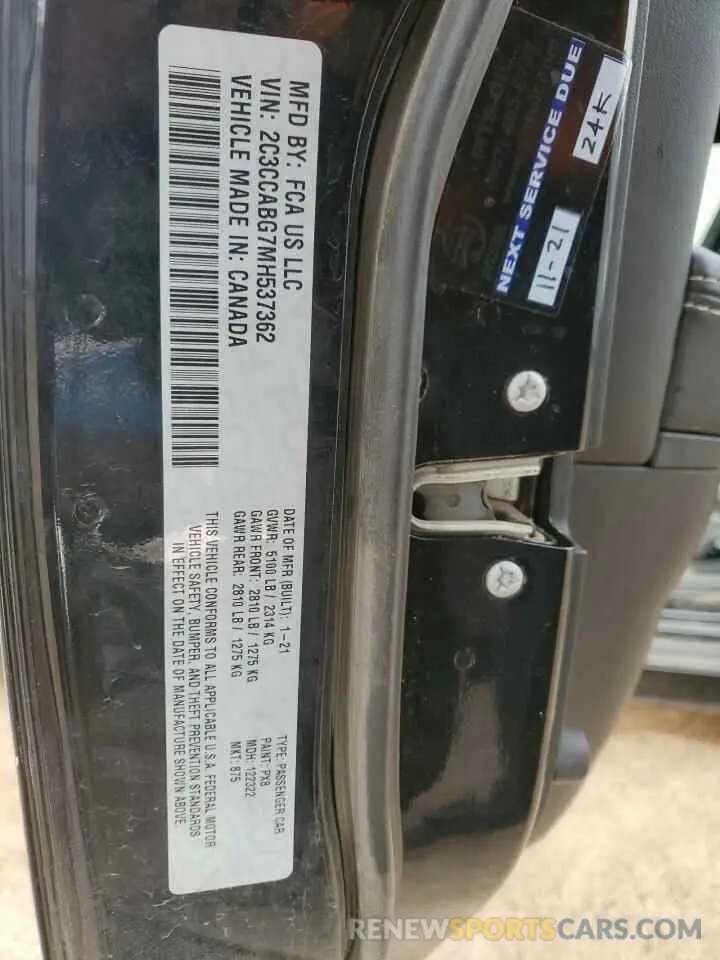 MFD BY: FCA US LLC
VIN: 2C3CCABG7MH537362
VEHICLE MADE IN: CANADA
DATE OF MFR (BUILT): 1-21
GVWR: 5100 LB / 2314 KG
GAWR FRONT: 2810 LB / 1275 KG
GAWR REAR: 2810 LB / 1275 KG
THIS VEHICLE CONFORMS TO ALL APPLICABLE U.S.A. FEDERAL MOTOR
VEHICLE SAFETY, BUMPER, AND THEFT PREVENTION STANDARDS
IN EFFECT ON THE DATE OF MANUFACTURE SHOWN ABOVE.
TYPE: PASSENGER CAR
PAINT: PX8
MDH: 122322
MKT: 875
NEXT SERVICE DUE
11-21
24K
RENEWSPORTSCARS.COM